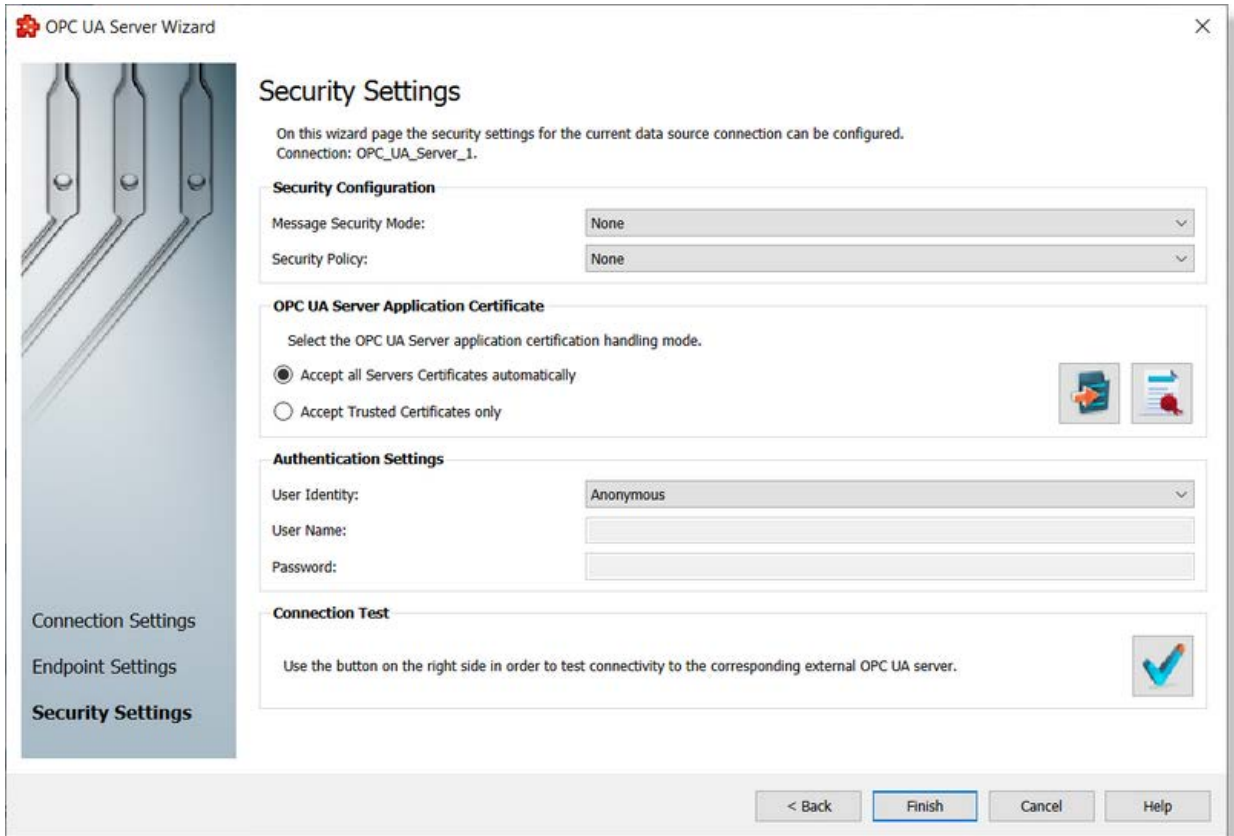 OPC UA Server Wizard
Security Settings
On this wizard page the security settings for the current data source connection can be configured.
Connection: OPC_UA_Server_1.
Security Configuration
Message Security Mode:
None
Security Policy:
None
OPC UA Server Application Certificate
Select the OPC UA Server application certification handling mode.
Accept all Servers Certificates automatically
Accept Trusted Certificates only
Authentication Settings
User Identity:
Anonymous
User Name:
Password:
Connection Test
Use the button on the right side in order to test connectivity to the corresponding external OPC UA server.
Connection Settings
Endpoint Settings
Security Settings
< Back
Finish
Cancel
Help